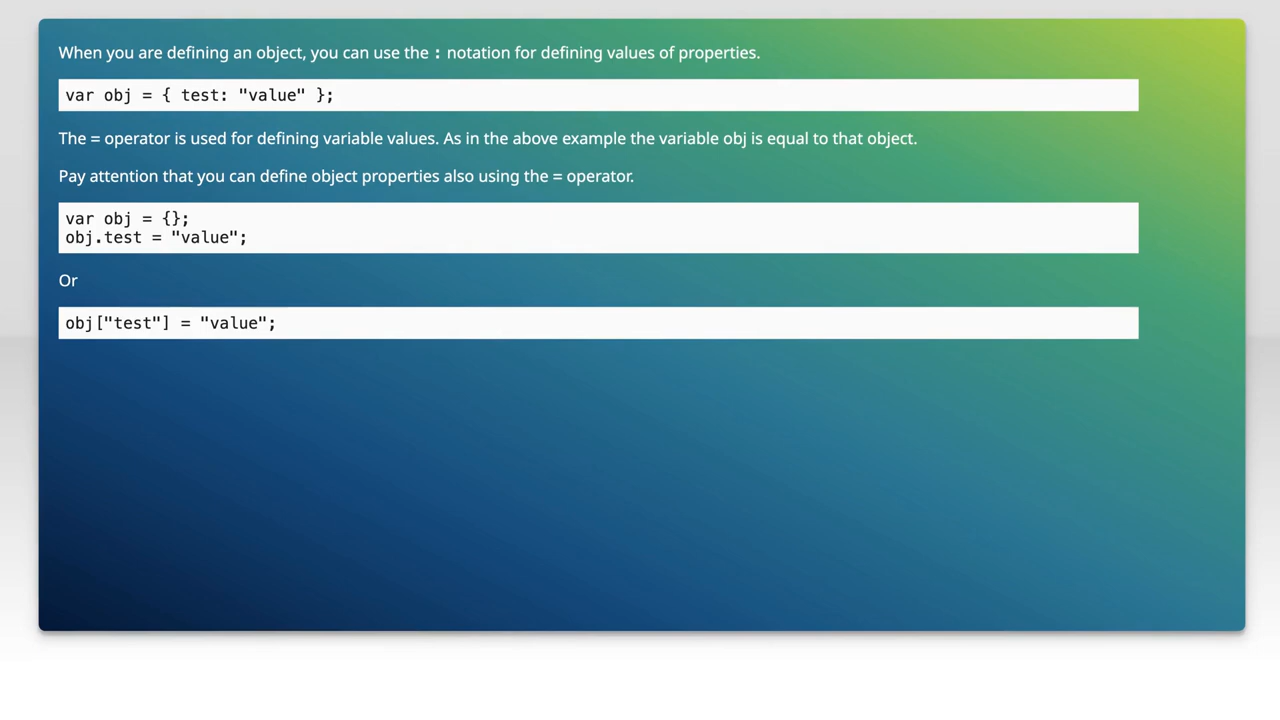 When you are defining an object, you can use the : notation for defining values of properties.
var obj = { test: "value" };
The = operator is used for defining variable values. As in the above example the variable obj is equal to that object.
Pay attention that you can define object properties also using the = operator.
var obj = {};
obj.test = "value";
Or
obj["test"] = "value";